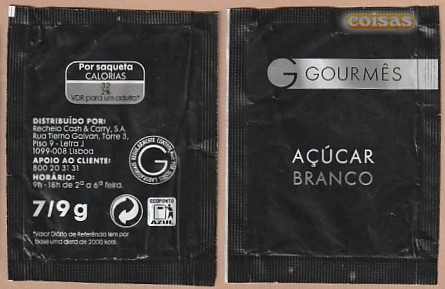 Por saqueta
CALORIAS
32
2%
VDR para um adulto*
DISTRIBUÍDO POR:
Recheio Cash & Carry, S.A.
Rua Tierno Galvan, Torre 3,
Piso 9 - Letra J
1099-008 Lisboa
APOIO AO CLIENTE:
800 20 31 31
HORÁRIO:
9h -18h de 2ª a 6ª feira.
G
7/9 g
ECOPONTO
AZUL
*Valor Diário de Referência tem por
base uma dieta de 2000 kcal.
coisas
G GOURMÊS
AÇÚCAR
BRANCO